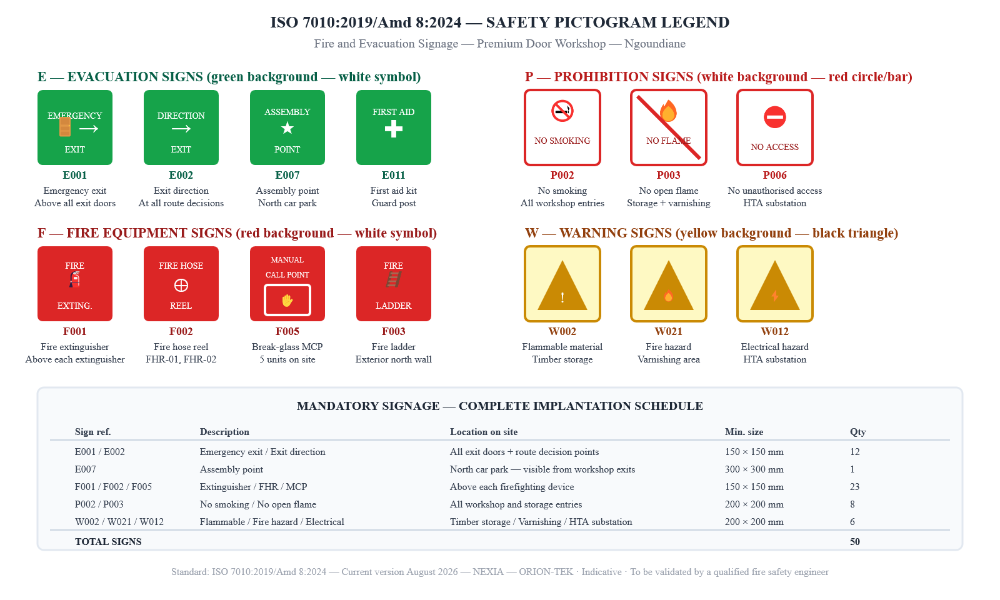 ISO 7010:2019/Amd 8:2024 — SAFETY PICTOGRAM LEGEND
Fire and Evacuation Signage — Premium Door Workshop — Ngoundiane
E — EVACUATION SIGNS (green background — white symbol)
EMERGENCY
→
EXIT
E001
Emergency exit
Above all exit doors
DIRECTION
→
EXIT
E002
Exit direction
At all route decisions
ASSEMBLY
★
POINT
E007
Assembly point
North car park
FIRST AID
✚
E011
First aid kit
Guard post
P — PROHIBITION SIGNS (white background — red circle/bar)
NO SMOKING
P002
No smoking
All workshop entries
NO FLAME
P003
No open flame
Storage + varnishing
NO ACCESS
P006
No unauthorised access
HTA substation
F — FIRE EQUIPMENT SIGNS (red background — white symbol)
FIRE
EXTING.
F001
Fire extinguisher
Above each extinguisher
FIRE HOSE
⊕
REEL
F002
Fire hose reel
FHR-01, FHR-02
MANUAL
CALL POINT
F005
Break-glass MCP
5 units on site
FIRE
LADDER
F003
Fire ladder
Exterior north wall
W — WARNING SIGNS (yellow background — black triangle)
!
W002
Flammable material
Timber storage
W021
Fire hazard
Varnishing area
W012
Electrical hazard
HTA substation
MANDATORY SIGNAGE — COMPLETE IMPLANTATION SCHEDULE
Sign ref. Description Location on site Min. size Qty
E001 / E002 Emergency exit / Exit direction All exit doors + route decision points 150 × 150 mm 12
E007 Assembly point North car park — visible from workshop exits 300 × 300 mm 1
F001 / F002 / F005 Extinguisher / FHR / MCP Above each firefighting device 150 × 150 mm 23
P002 / P003 No smoking / No open flame All workshop and storage entries 200 × 200 mm 8
W002 / W021 / W012 Flammable / Fire hazard / Electrical Timber storage / Varnishing / HTA substation 200 × 200 mm 6
TOTAL SIGNS 50
Standard: ISO 7010:2019/Amd 8:2024 — Current version August 2026 — NEXIA — ORION-TEK · Indicative · To be validated by a qualified fire safety engineer